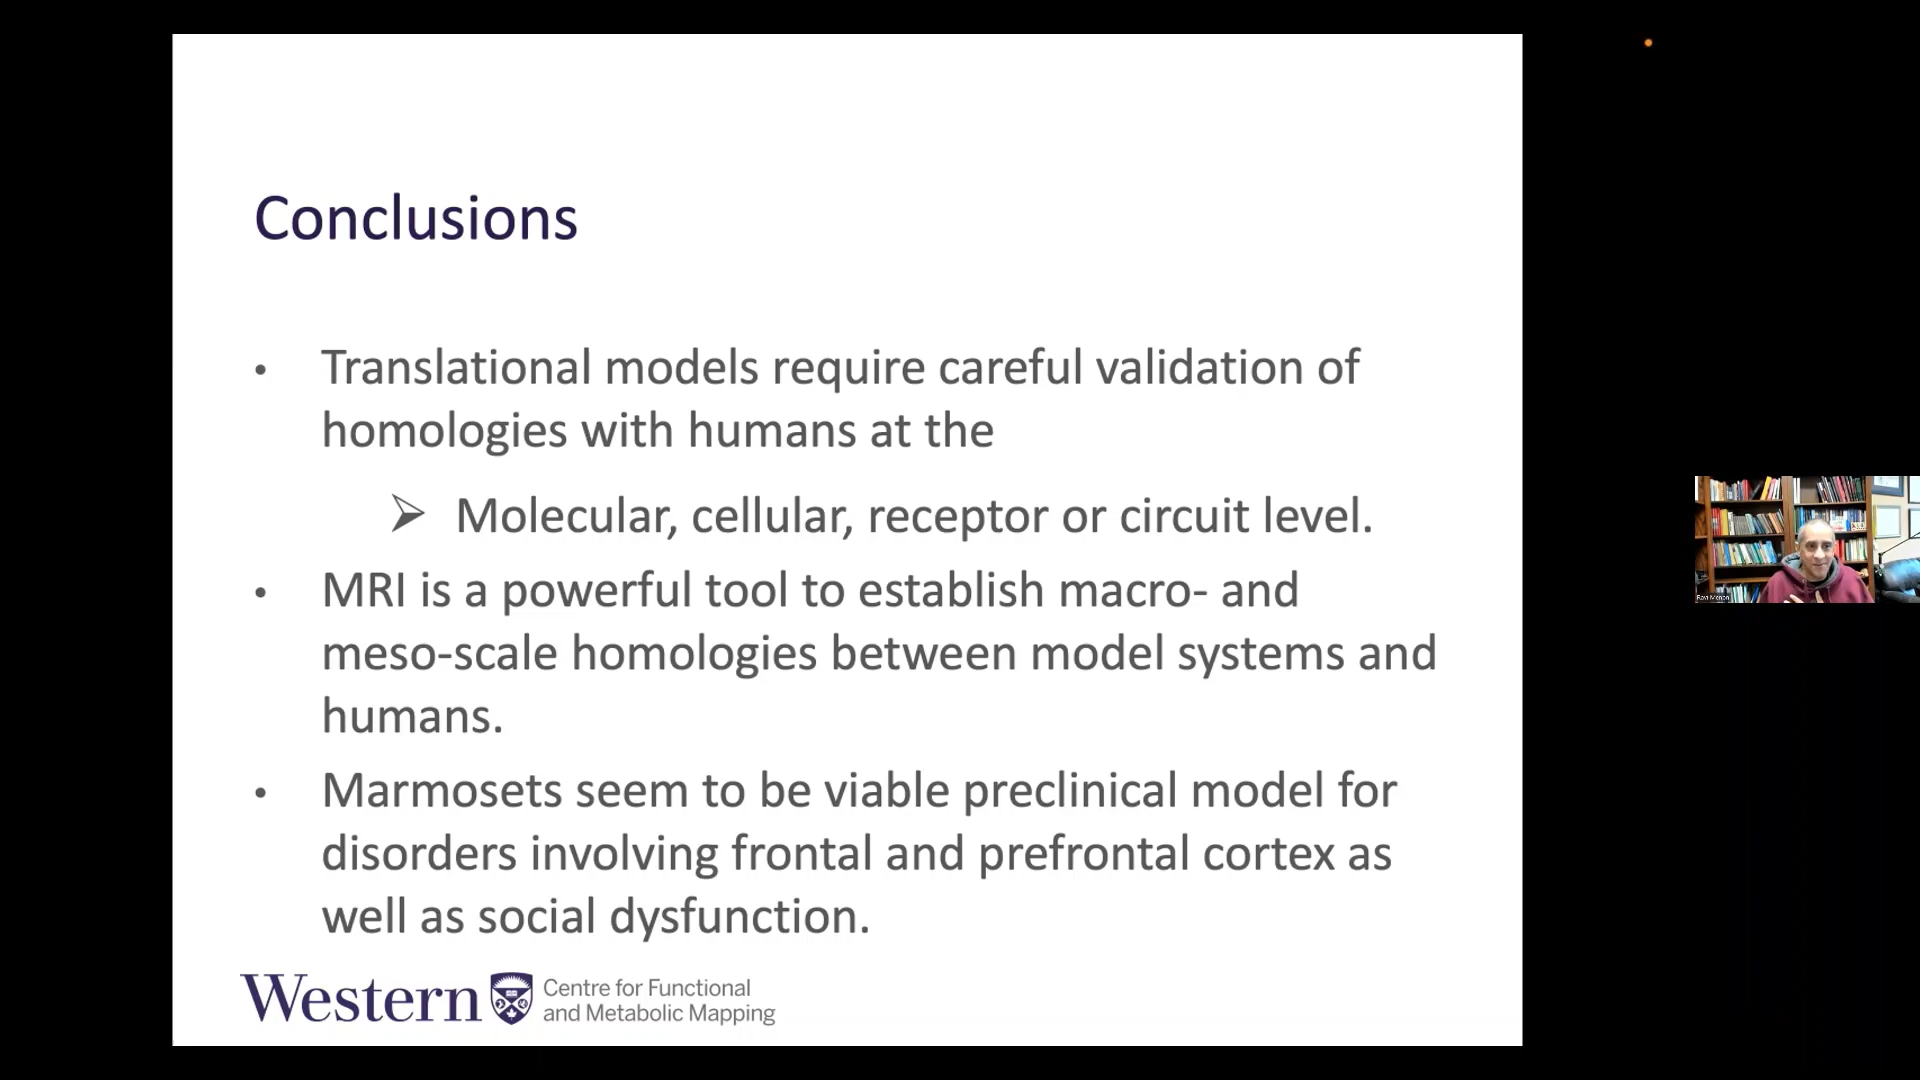 Conclusions
• Translational models require careful validation of
homologies with humans at the
➢ Molecular, cellular, receptor or circuit level.
• MRI is a powerful tool to establish macro- and
meso-scale homologies between model systems and
humans.
• Marmosets seem to be viable preclinical model for
disorders involving frontal and prefrontal cortex as
well as social dysfunction.
Western
Centre for Functional
and Metabolic Mapping
Ravi Menon